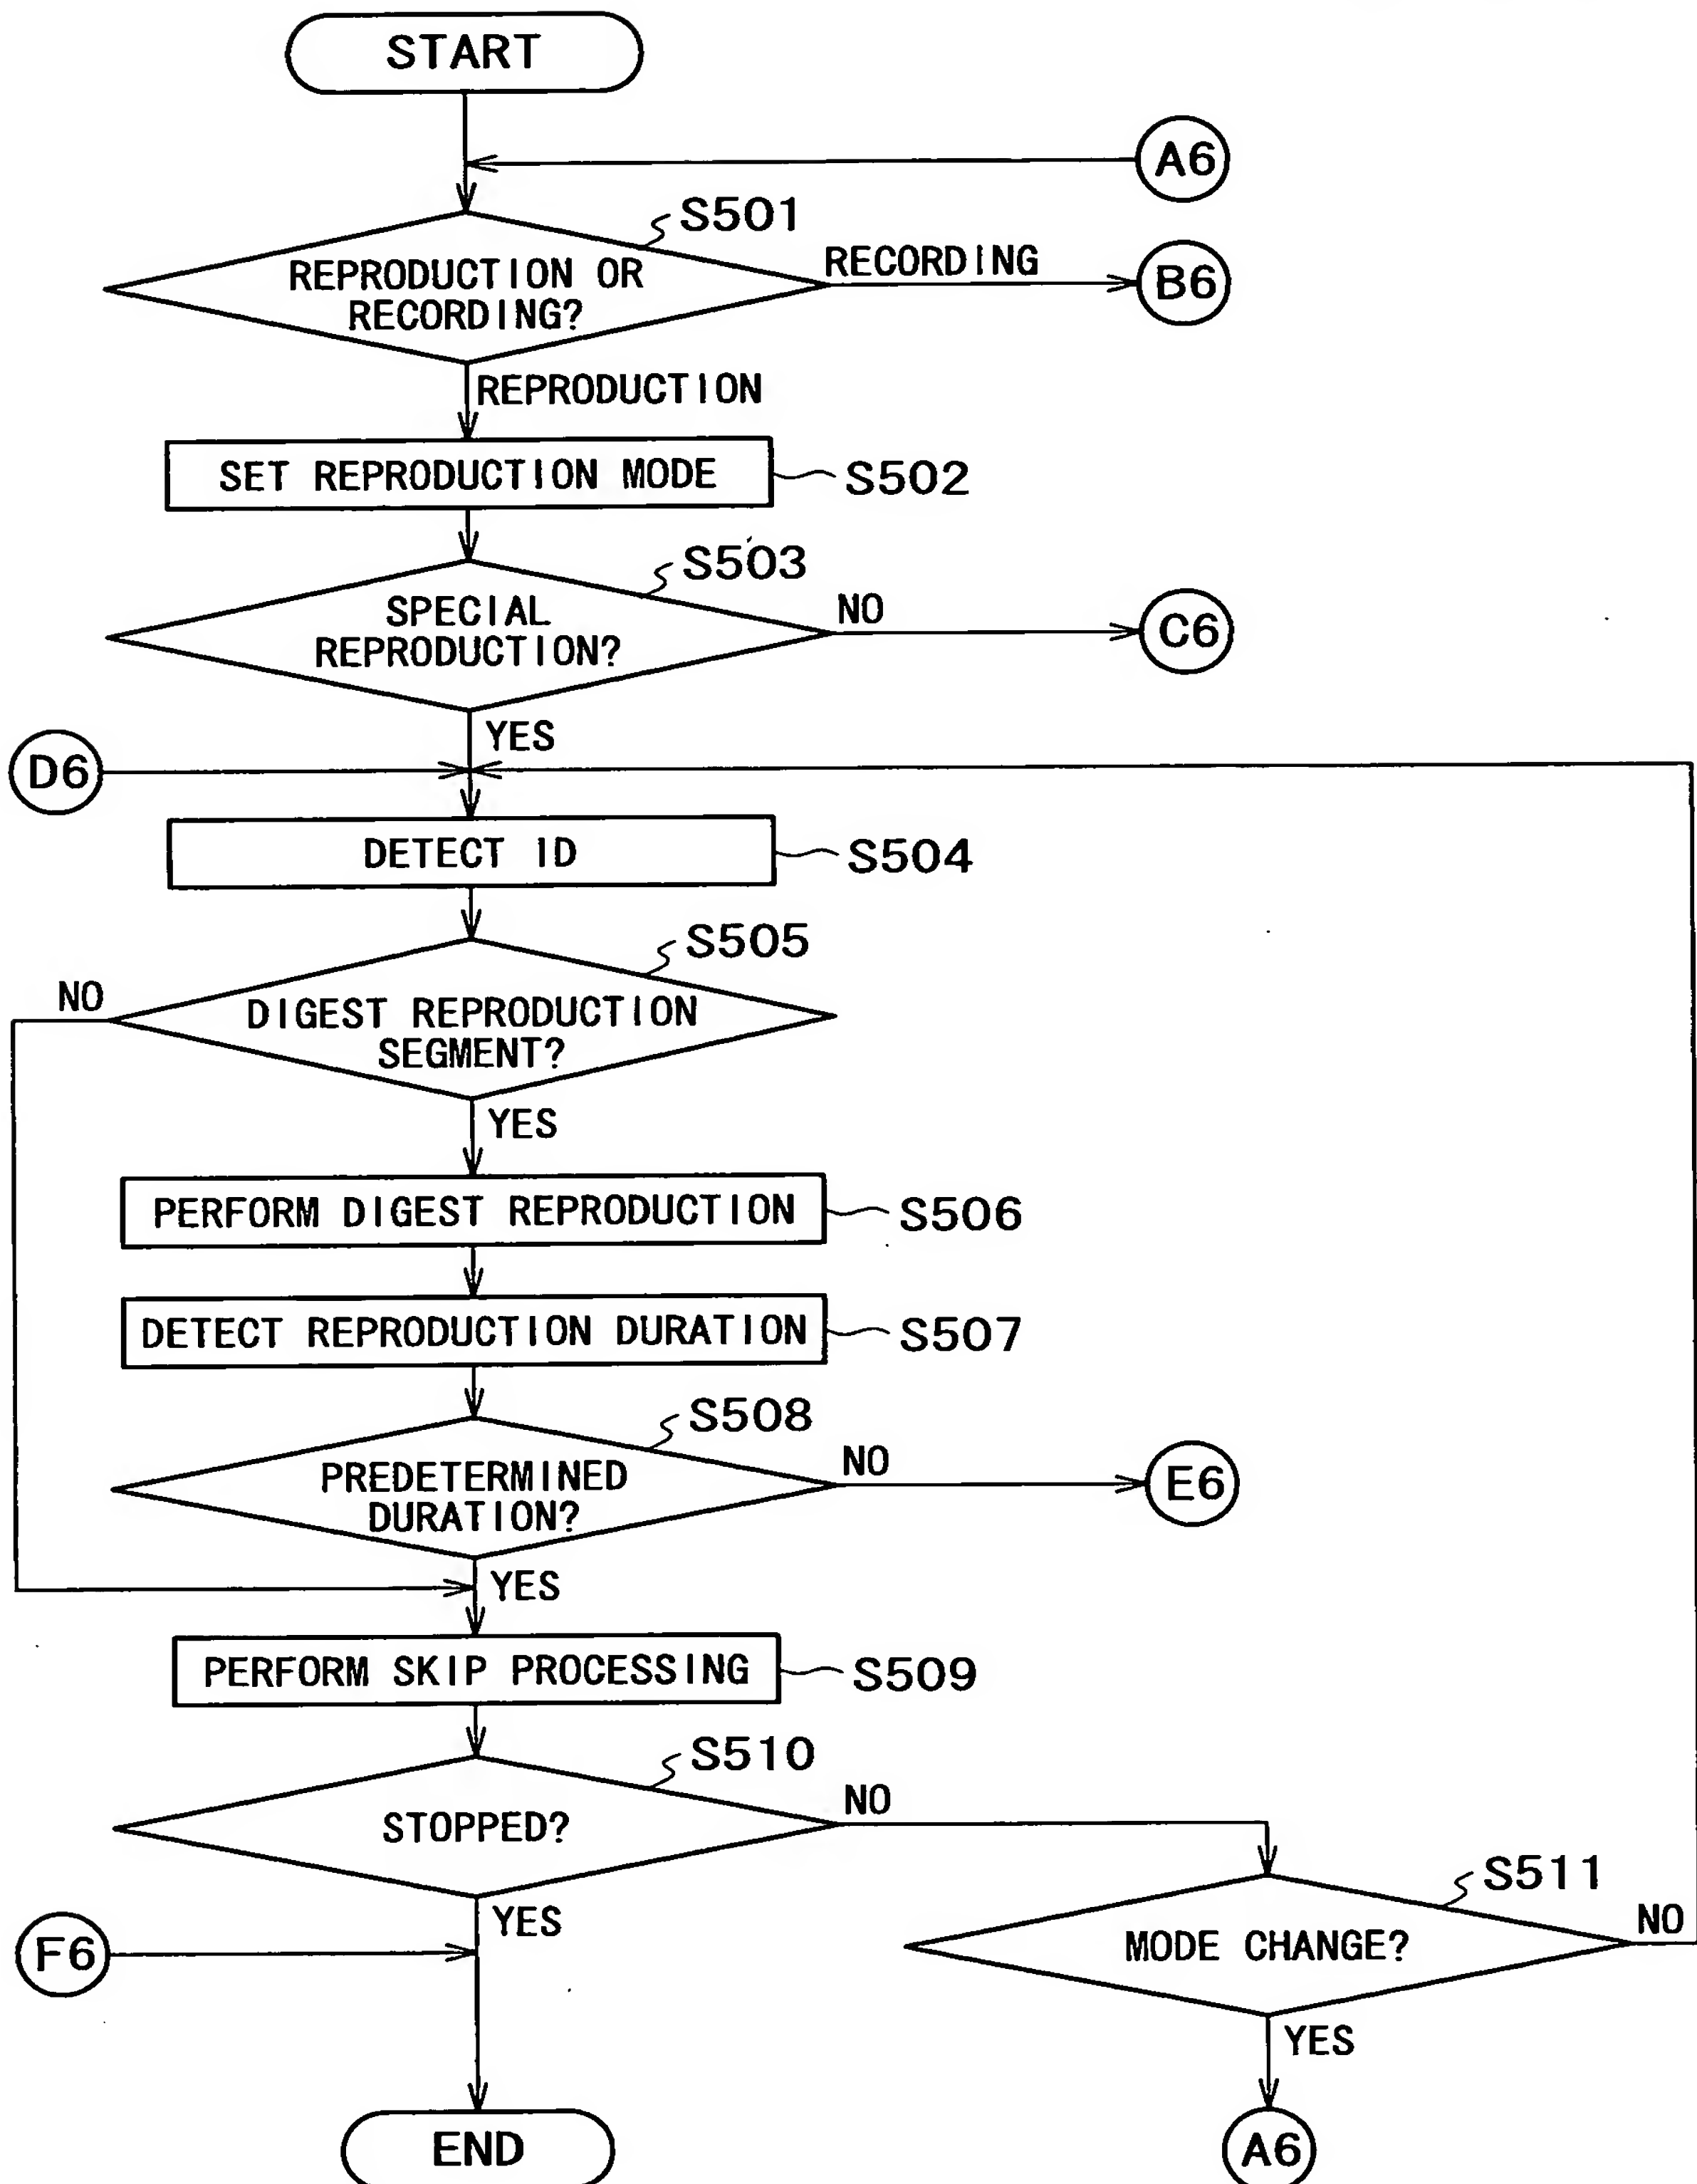 START
A6
S501
REPRODUCTION OR
RECORDING?
RECORDING
B6
REPRODUCTION
SET REPRODUCTION MODE
S502
S503
SPECIAL
REPRODUCTION?
NO
C6
YES
D6
DETECT ID
S504
S505
NO
DIGEST REPRODUCTION
SEGMENT?
YES
PERFORM DIGEST REPRODUCTION
S506
DETECT REPRODUCTION DURATION
S507
S508
PREDETERMINED
DURATION?
NO
E6
YES
PERFORM SKIP PROCESSING
S509
S510
STOPPED?
NO
S511
MODE CHANGE?
NO
YES
F6
YES
END
A6